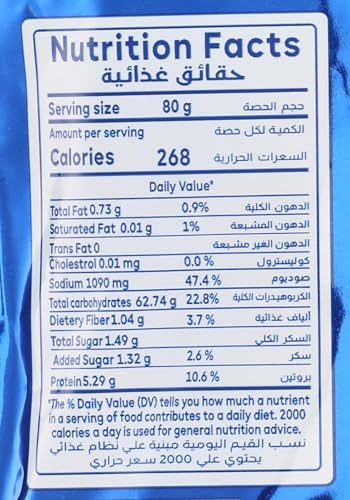 Nutrition Facts
حقائق غذائية
Serving size 80 g حجم الحصة
Amount per serving الكمية لكل حصة
Calories 268 السعرات الحرارية
Daily Value*
Total Fat 0.73 g 0.9% الدهون الكلية
Saturated Fat 0.01 g 1% الدهون المشبعة
Trans Fat 0 الدهون الغير مشبعة
Cholestrol 0.01 mg 0.0 % كوليسترول
Sodium 1090 mg 47.4 % صوديوم
Total carbohydrates 62.74 g 22.8% الكربوهيدرات الكلية
Dietery Fiber 1.04 g 3.7 % ألياف غذائية
Total Sugar 1.49 g السكر الكلي
Added Sugar 1.32 g 2.6 % سكر
Protein 5.29 g 10.6 % بروتين
*The % Daily Value (DV) tells you how much a nutrient
in a serving of food contributes to a daily diet. 2000
calories a day is used for general nutrition advice.
نسب القيم اليومية مبنية علي نظام غذائي
يحتوي علي 2000 سعر حراري